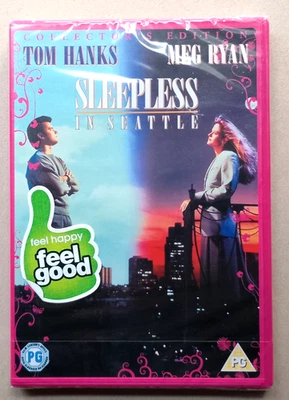 COLLECTOR'S EDITION
TOM HANKS MEG RYAN
SLEEPLESS
IN SEATTLE
feel happy
feel
good
PG
PG